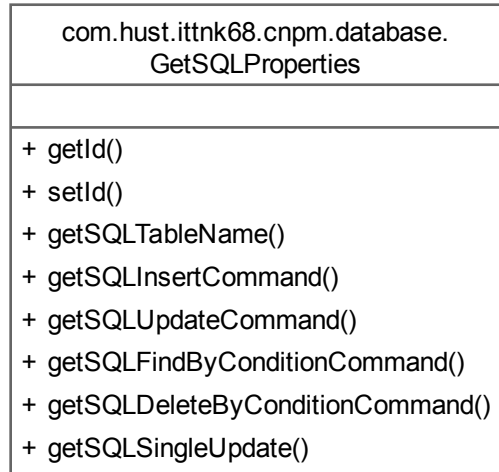 com.hust.ittnk68.cnpm.database.
GetSQLProperties
+ getId()
+ setId()
+ getSQLTableName()
+ getSQLInsertCommand()
+ getSQLUpdateCommand()
+ getSQLFindByConditionCommand()
+ getSQLDeleteByConditionCommand()
+ getSQLSingleUpdate()